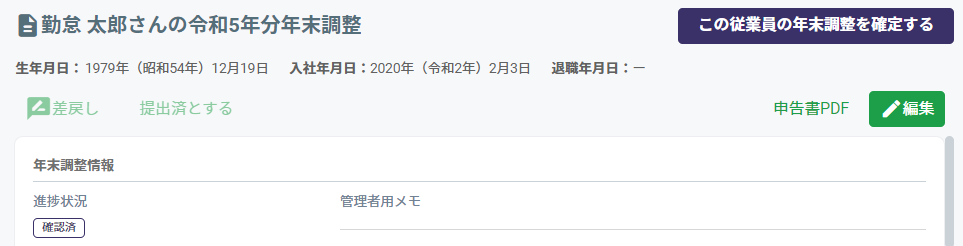 勤怠 太郎さんの令和5年分年末調整
この従業員の年末調整を確定する
生年月日：1979年（昭和54年）12月19日 入社年月日：2020年（令和2年）2月3日 退職年月日：ー
差戻し 提出済とする 申告書PDF 編集
年末調整情報
進捗状況 管理者用メモ
確認済